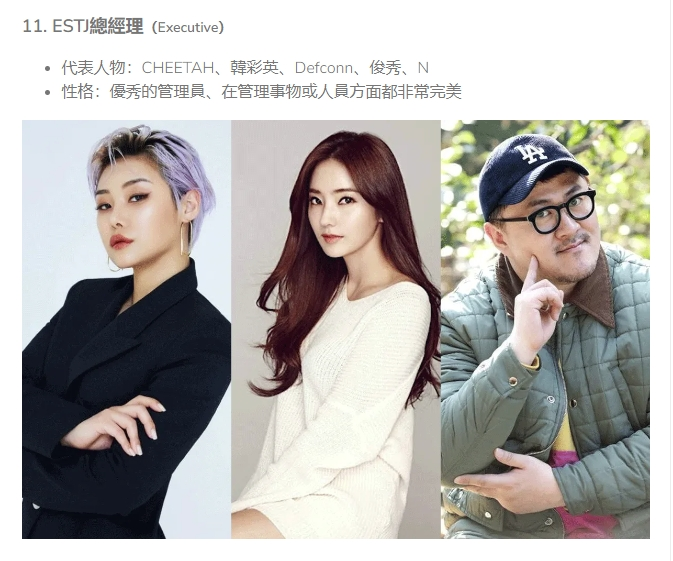 11. ESTJ總經理（Executive）
代表人物：CHEETAH、韓彩英、Defconn、俊秀、N
性格：優秀的管理員、在管理事物或人員方面都非常完美
LA